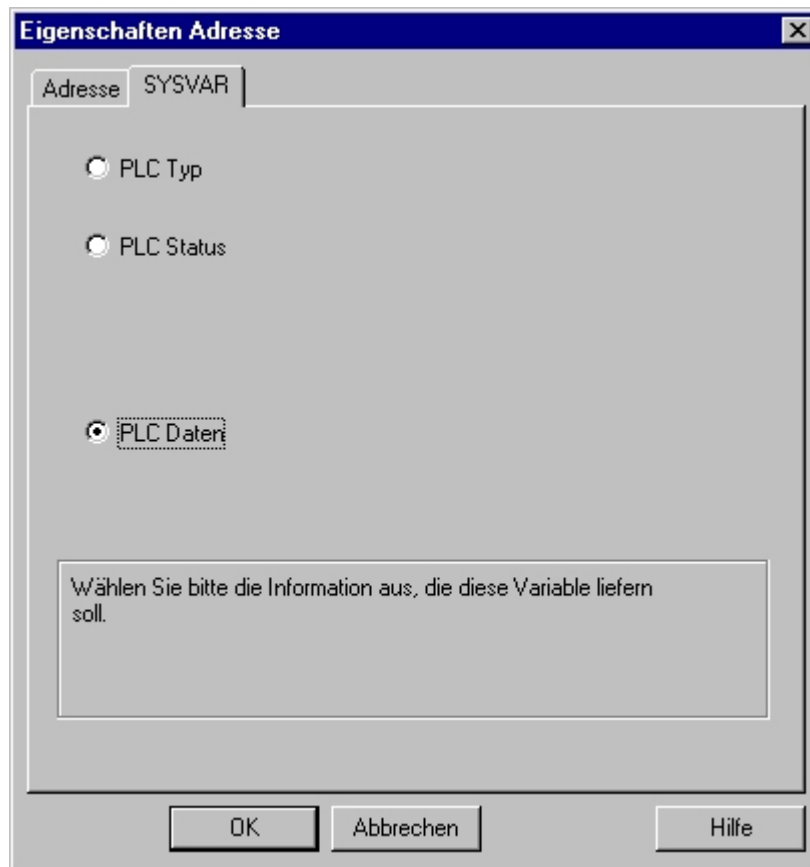 Eigenschaften Adresse
Adresse
SYSVAR
PLC Typ
PLC Status
PLC Daten
Wählen Sie bitte die Information aus, die diese Variable liefern
soll.
OK
Abbrechen
Hilfe